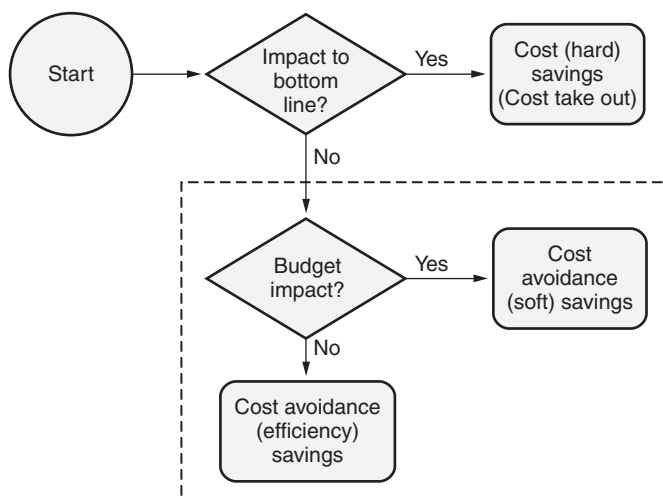 Start
Impact to
bottom
line?
Yes
Cost (hard)
savings
(Cost take out)
No
Budget
impact?
Yes
Cost
avoidance
(soft) savings
No
Cost avoidance
(efficiency)
savings